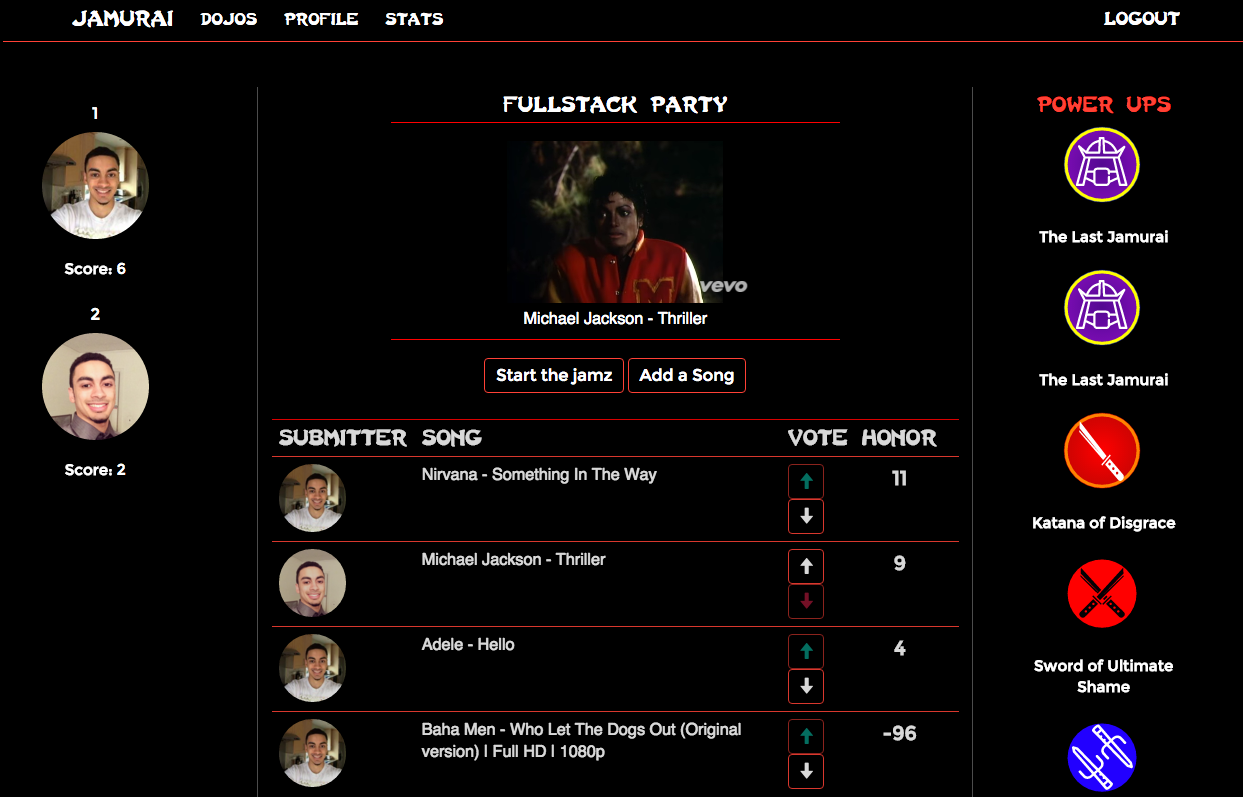 JAMURAI DOJOS PROFILE STATS LOGOUT
1
Score: 6
2
Score: 2
FULLSTACK PARTY
M
vevo
Michael Jackson - Thriller
Start the jamz Add a Song
SUBMITTER SONG VOTE HONOR
Nirvana - Something In The Way 11
Michael Jackson - Thriller 9
Adele - Hello 4
Baha Men - Who Let The Dogs Out (Original -96
version) | Full HD | 1080p
POWER UPS
The Last Jamurai
The Last Jamurai
Katana of Disgrace
Sword of Ultimate
Shame